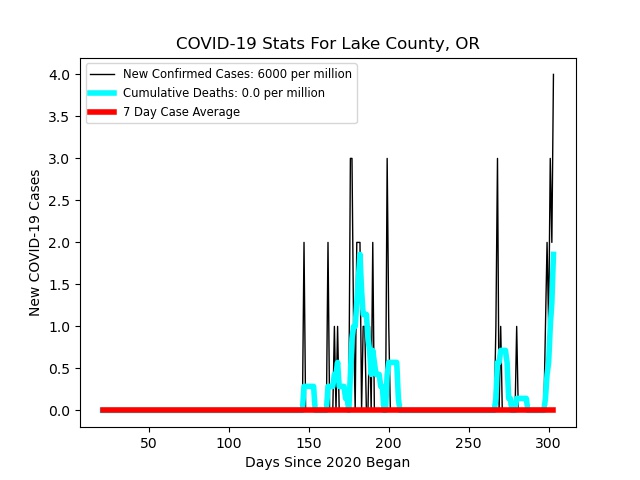 COVID-19 Stats For Lake County, OR
New Confirmed Cases: 6000 per million
Cumulative Deaths: 0.0 per million
7 Day Case Average
New COVID-19 Cases
4.0
3.5
3.0
2.5
2.0
1.5
1.0
0.5
0.0
50 100 150 200 250 300
Days Since 2020 Began